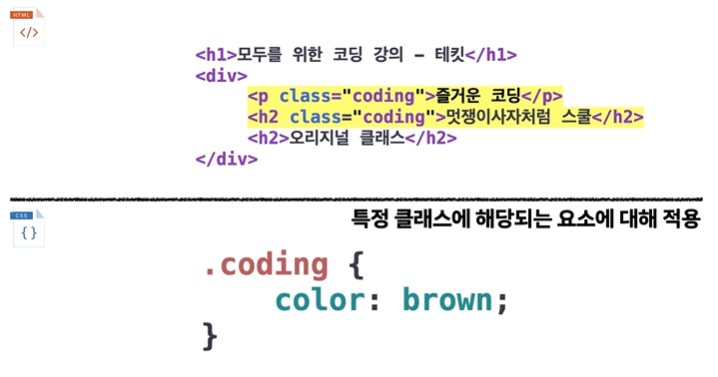 HTML
</>
<h1>모두를 위한 코딩 강의 – 테킷</h1>
<div>
<p class="coding">즐거운 코딩</p>
<h2 class="coding">멋쟁이사자처럼 스쿨</h2>
<h2>오리지널 클래스</h2>
</div>
CSS
{ }
특정 클래스에 해당되는 요소에 대해 적용
.coding {
color: brown;
}